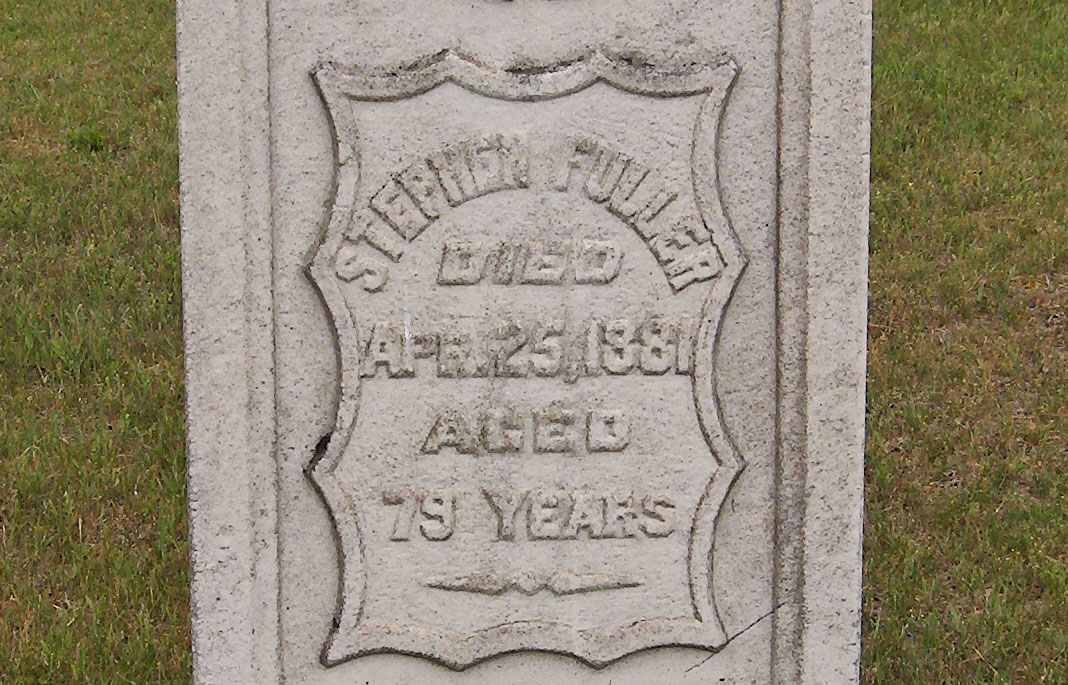 STEPHEN FULLER
DIED
APR. 25, 1881
AGED
79 YEARS